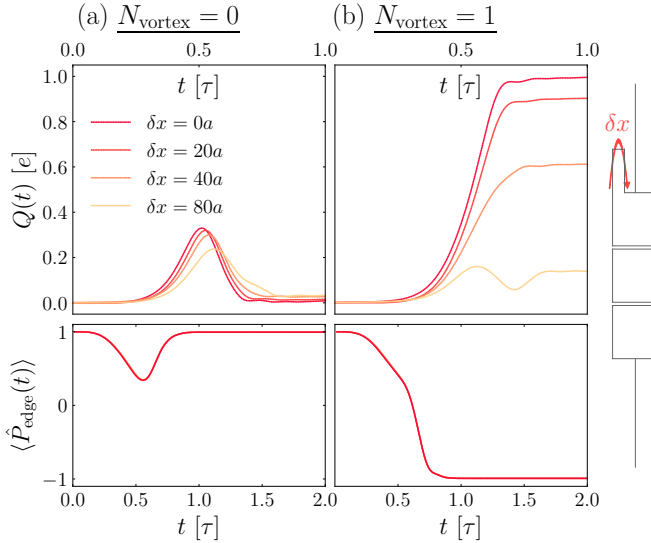 (a) N_vortex = 0
(b) N_vortex = 1
0.0 0.5 1.0
0.0 0.5 1.0
t [τ]
t [τ]
Q(t) [e]
1.0
0.8
0.6
0.4
0.2
0.0
δx = 0a
δx = 20a
δx = 40a
δx = 80a
δx
⟨P̂_edge(t)⟩
1
0
−1
0.0 0.5 1.0 1.5 2.0
0.5 1.0 1.5 2.0
t [τ]
t [τ]